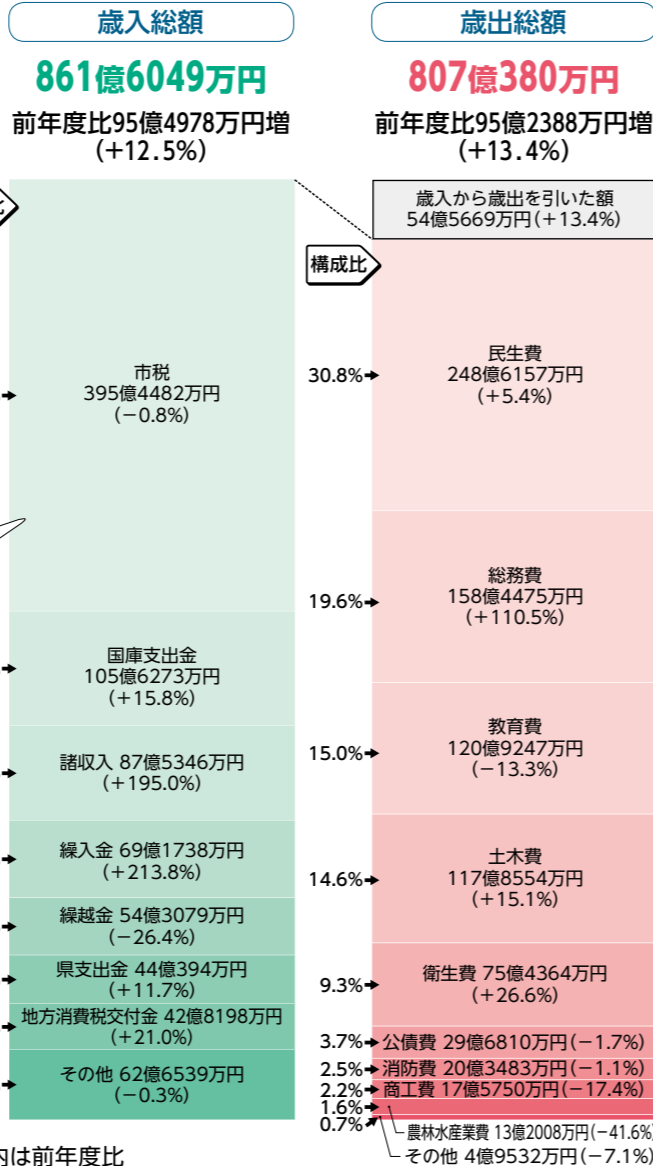 歳入総額
861億6049万円
前年度比95億4978万円増
(+12.5%)
市税
395億4482万円
(−0.8%)
国庫支出金
105億6273万円
(+15.8%)
諸収入 87億5346万円
(+195.0%)
繰入金 69億1738万円
(+213.8%)
繰越金 54億3079万円
(−26.4%)
県支出金 44億394万円
(+11.7%)
地方消費税交付金 42億8198万円
(+21.0%)
その他 62億6539万円
(−0.3%)
歳出総額
807億380万円
前年度比95億2388万円増
(+13.4%)
歳入から歳出を引いた額
54億5669万円(+13.4%)
構成比
30.8%
民生費
248億6157万円
(+5.4%)
19.6%
総務費
158億4475万円
(+110.5%)
15.0%
教育費
120億9247万円
(−13.3%)
14.6%
土木費
117億8554万円
(+15.1%)
9.3%
衛生費 75億4364万円
(+26.6%)
3.7% 公債費 29億6810万円(−1.7%)
2.5% 消防費 20億3483万円(−1.1%)
2.2% 商工費 17億5750万円(−17.4%)
1.6%
農林水産業費 13億2008万円(−41.6%)
0.7%
その他 4億9532万円(−7.1%)
内は前年度比